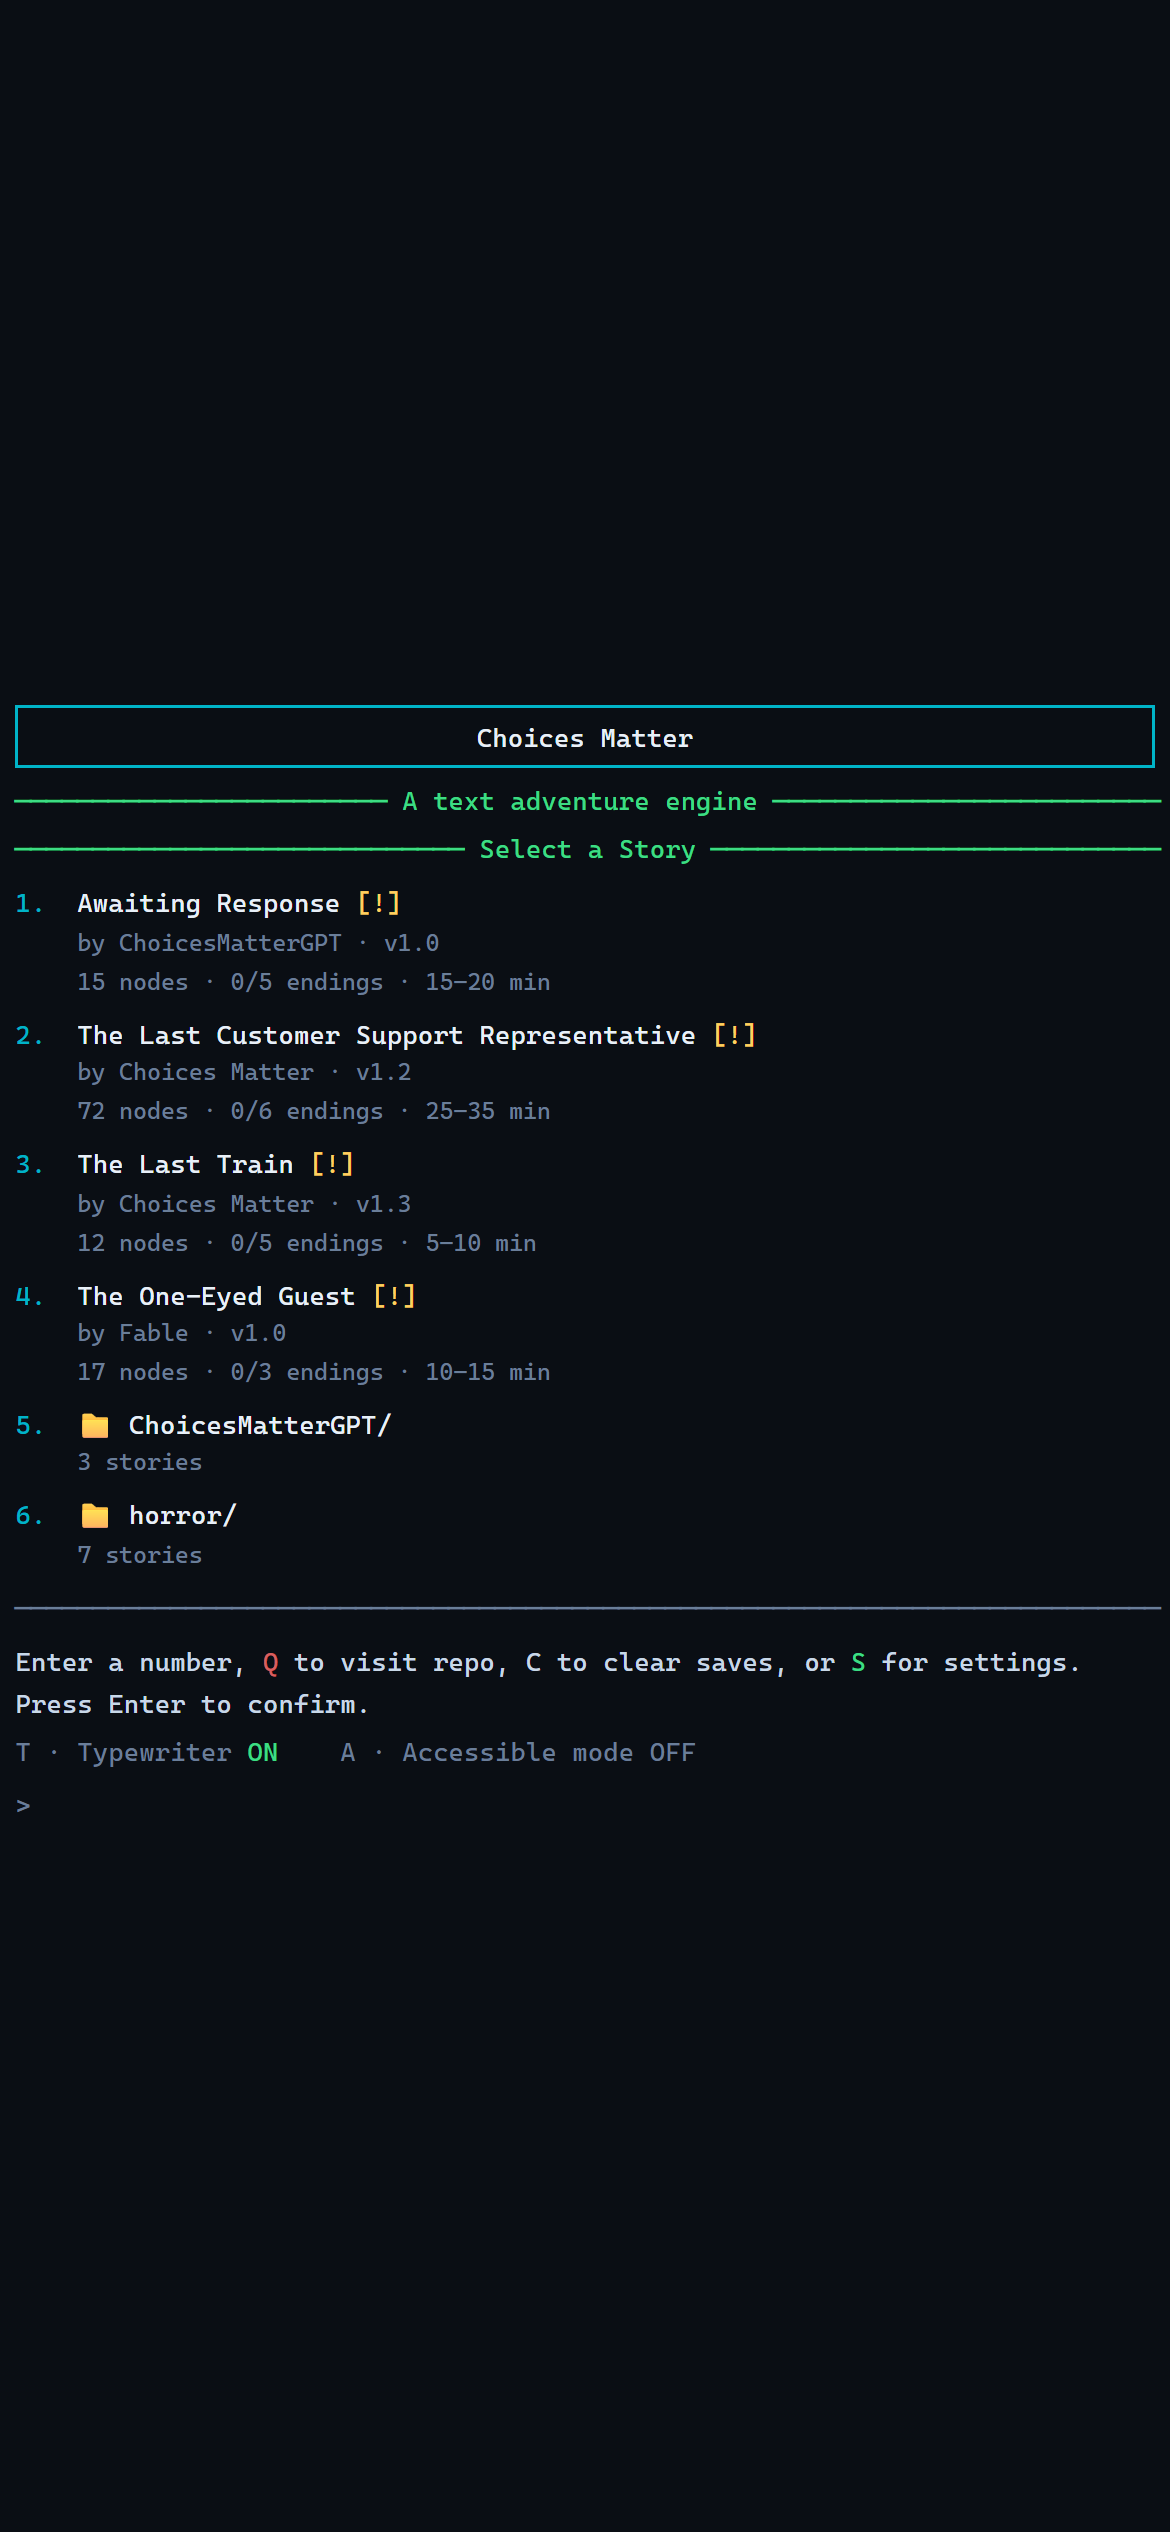 Choices Matter
A text adventure engine
Select a Story
1. Awaiting Response [!]
by ChoicesMatterGPT · v1.0
15 nodes · 0/5 endings · 15–20 min
2. The Last Customer Support Representative [!]
by Choices Matter · v1.2
72 nodes · 0/6 endings · 25–35 min
3. The Last Train [!]
by Choices Matter · v1.3
12 nodes · 0/5 endings · 5–10 min
4. The One-Eyed Guest [!]
by Fable · v1.0
17 nodes · 0/3 endings · 10–15 min
5. 📁 ChoicesMatterGPT/
3 stories
6. 📁 horror/
7 stories
Enter a number, Q to visit repo, C to clear saves, or S for settings.
Press Enter to confirm.
T · Typewriter ON A · Accessible mode OFF
>